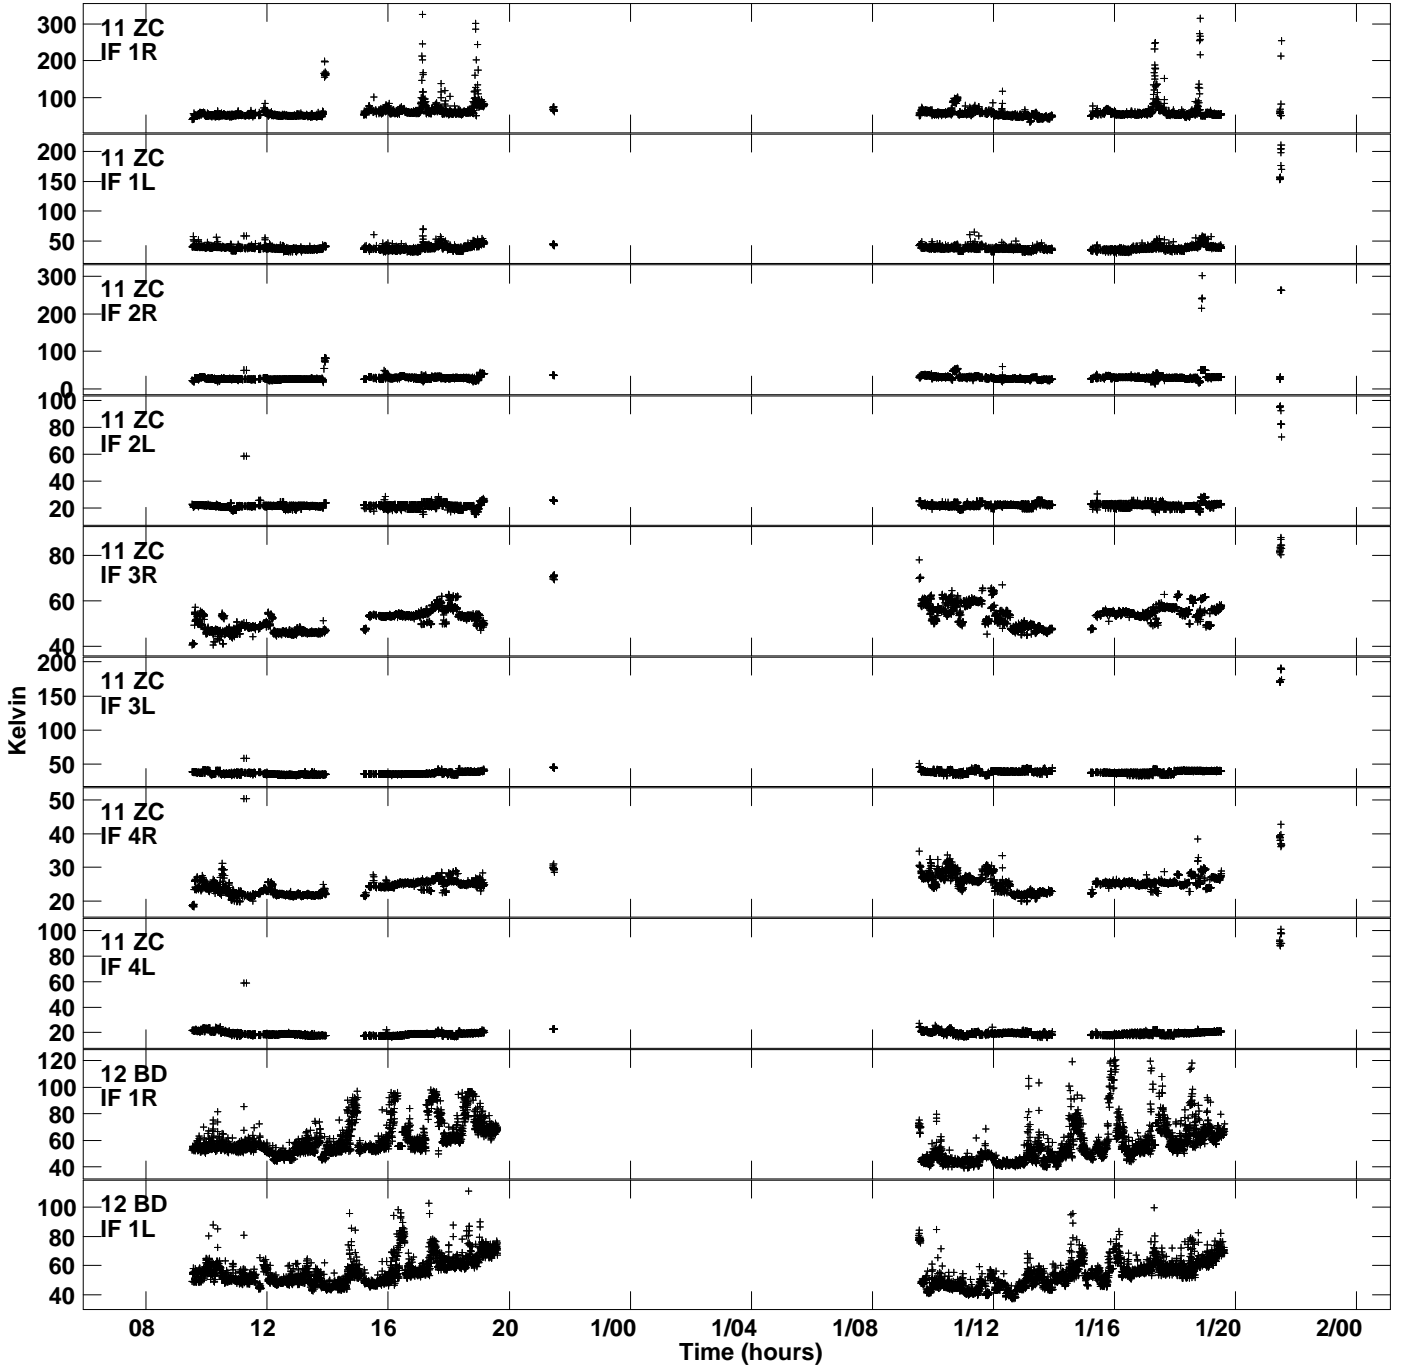 300
200
100
11 ZC
IF 1R
200
150
100
50
11 ZC
IF 1L
300
200
100
0
11 ZC
IF 2R
100
80
60
40
20
11 ZC
IF 2L
80
60
40
11 ZC
IF 3R
200
150
100
50
11 ZC
IF 3L
50
40
30
20
11 ZC
IF 4R
100
80
60
40
20
11 ZC
IF 4L
120
100
80
60
40
12 BD
IF 1R
100
80
60
40
12 BD
IF 1L
Kelvin
08 12 16 20 1/00 1/04 1/08 1/12 1/16 1/20 2/00
Time (hours)